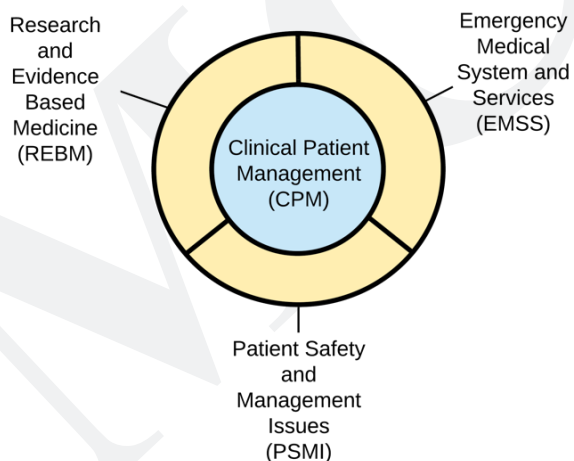 Research
and
Evidence
Based
Medicine
(REBM)
Emergency
Medical
System and
Services
(EMSS)
Clinical Patient
Management
(CPM)
Patient Safety
and
Management
Issues
(PSMI)